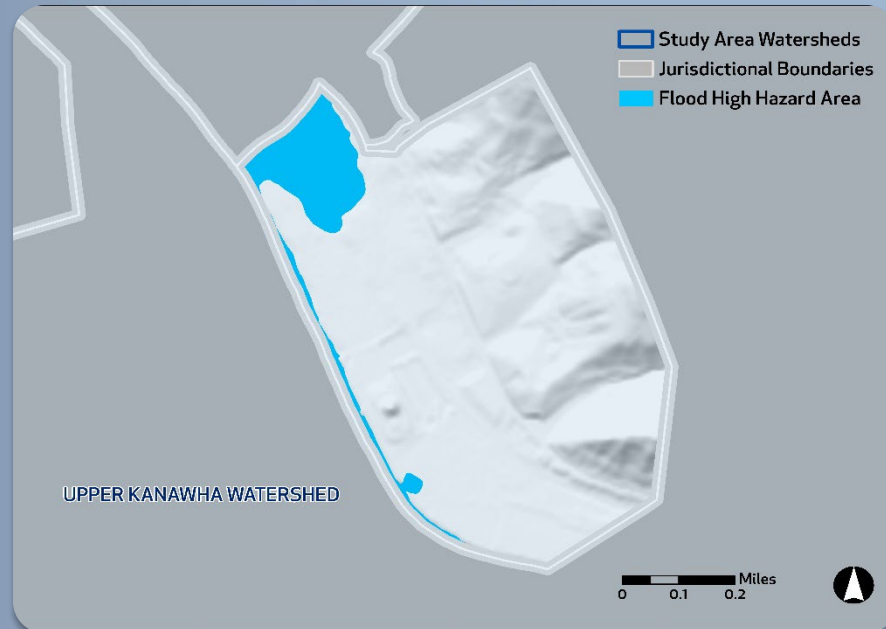 Study Area Watersheds
Jurisdictional Boundaries
Flood High Hazard Area
UPPER KANAWHA WATERSHED
Miles
0 0.1 0.2